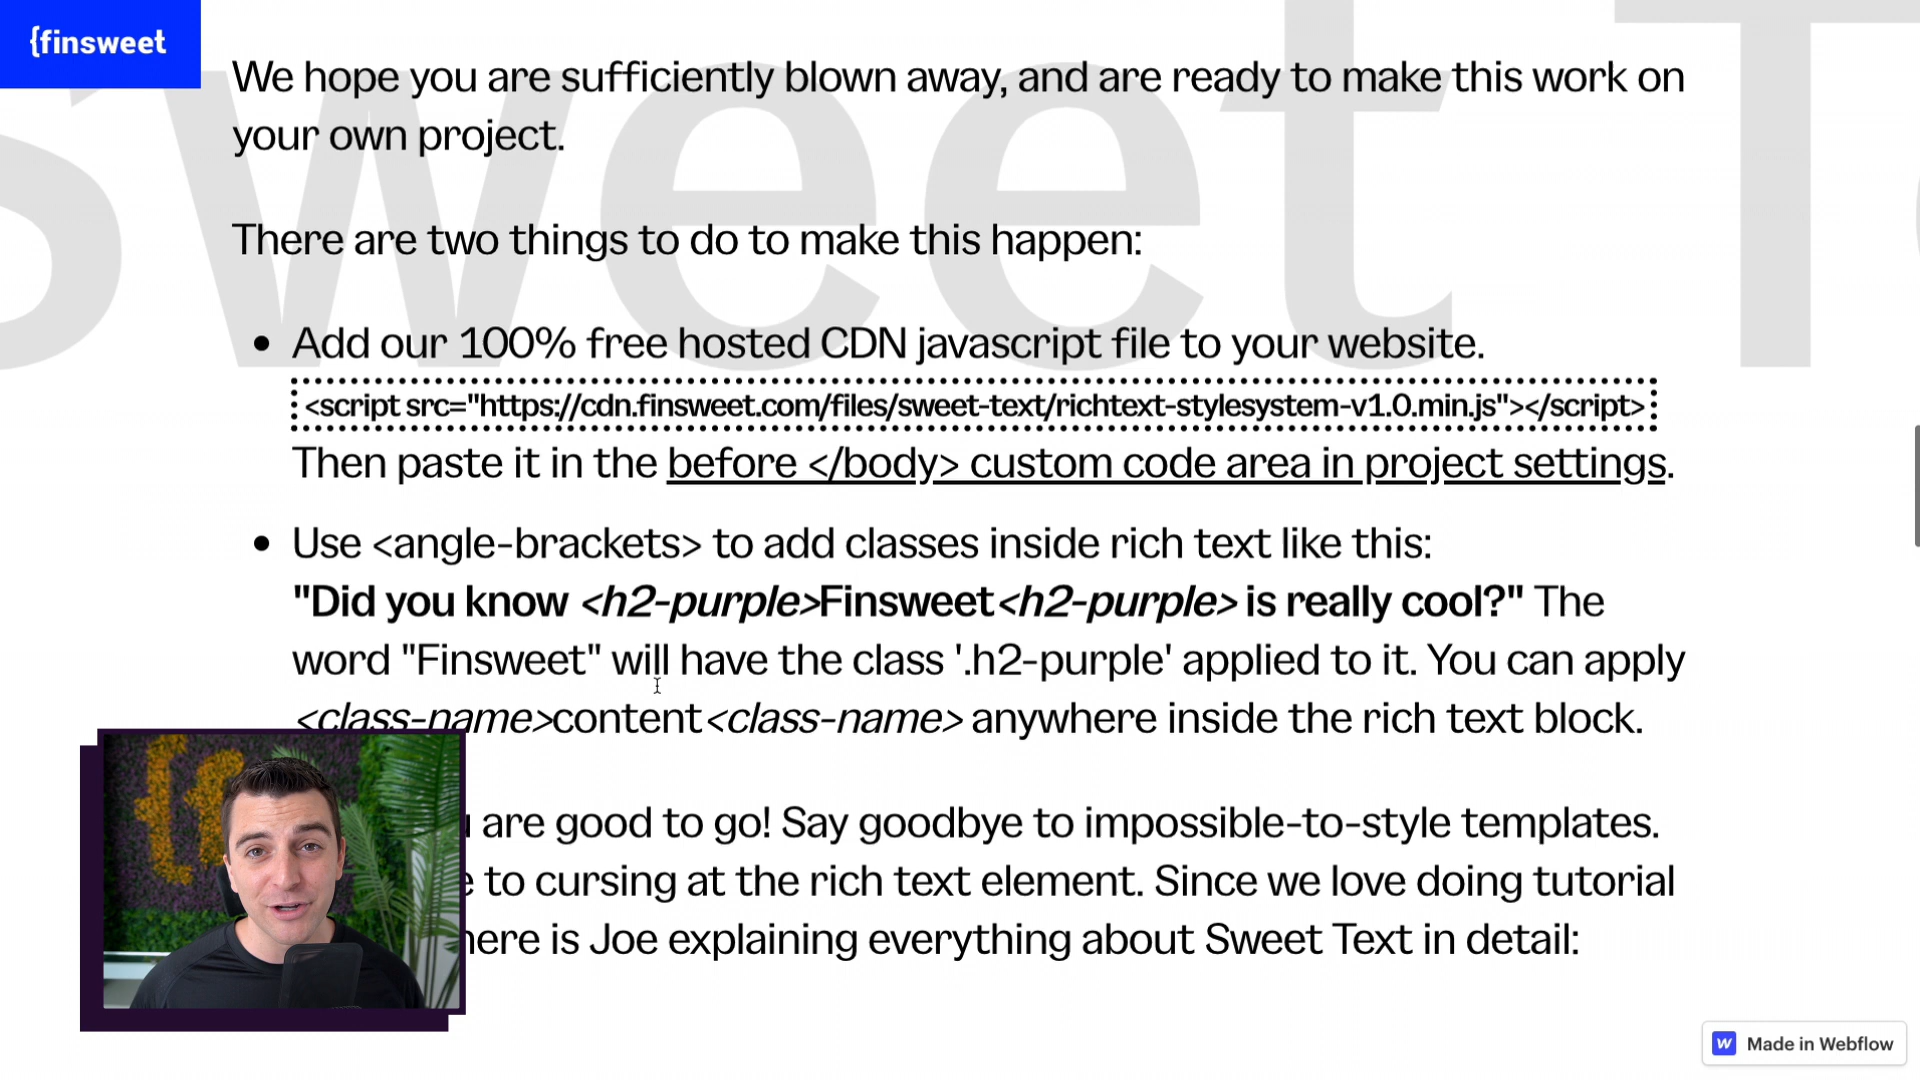 {finsweet
We hope you are sufficiently blown away, and are ready to make this work on
your own project.
There are two things to do to make this happen:
Add our 100% free hosted CDN javascript file to your website.
<script src="https://cdn.finsweet.com/files/sweet-text/richtext-stylesystem-v1.0.min.js"></script>
Then paste it in the before </body> custom code area in project settings.
Use <angle-brackets> to add classes inside rich text like this:
"Did you know <h2-purple>Finsweet<h2-purple> is really cool?" The
word "Finsweet" will have the class '.h2-purple' applied to it. You can apply
<class-name>content<class-name> anywhere inside the rich text block.
are good to go! Say goodbye to impossible-to-style templates.
to cursing at the rich text element. Since we love doing tutorial
here is Joe explaining everything about Sweet Text in detail:
Made in Webflow